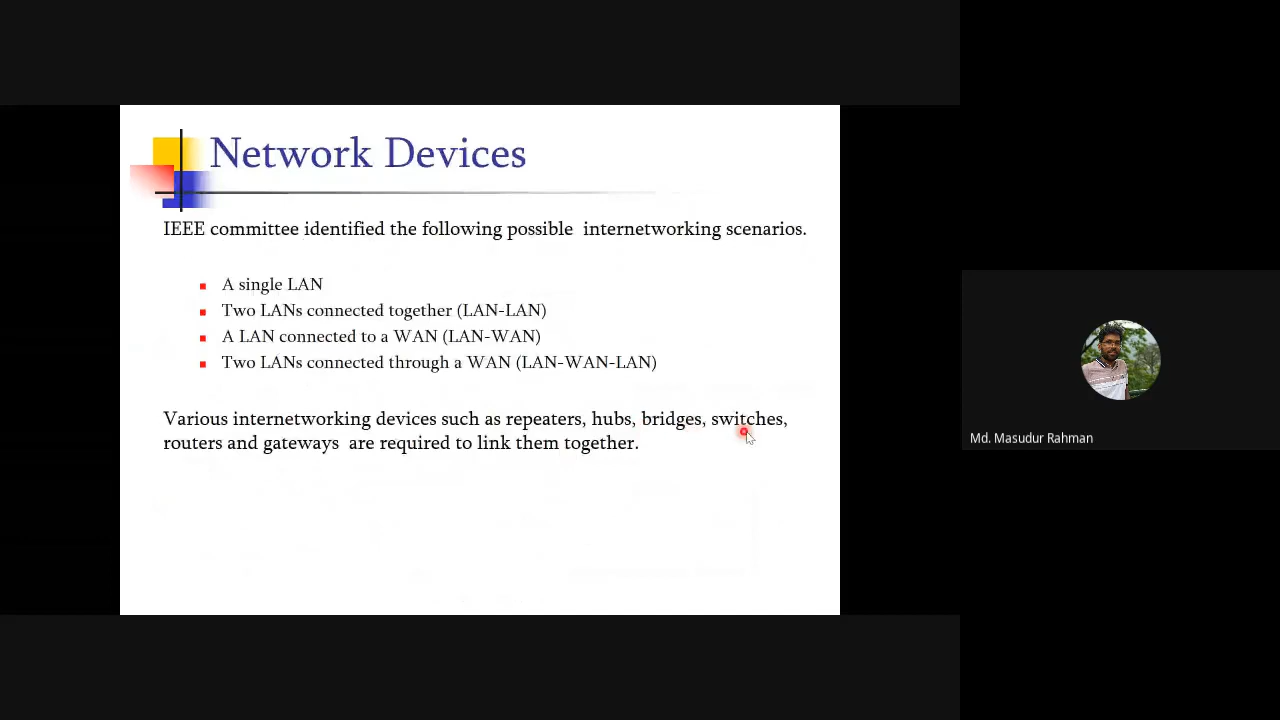 Network Devices
IEEE committee identified the following possible internetworking scenarios.
A single LAN
Two LANs connected together (LAN-LAN)
A LAN connected to a WAN (LAN-WAN)
Two LANs connected through a WAN (LAN-WAN-LAN)
Various internetworking devices such as repeaters, hubs, bridges, switches,
routers and gateways are required to link them together.
Md. Masudur Rahman